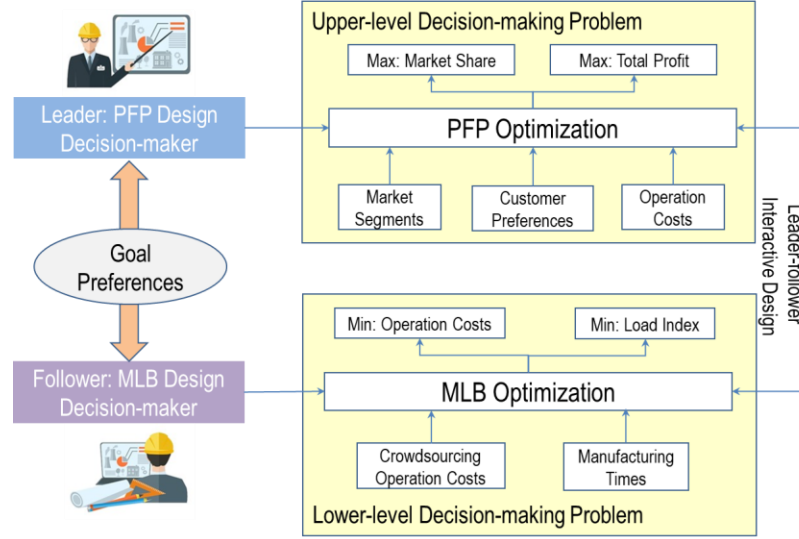 Upper-level Decision-making Problem
Max: Market Share
Max: Total Profit
Leader: PFP Design
Decision-maker
PFP Optimization
Market
Segments
Customer
Preferences
Operation
Costs
Goal
Preferences
Leader-follower
Interactive Design
Min: Operation Costs
Min: Load Index
Follower: MLB Design
Decision-maker
MLB Optimization
Crowdsourcing
Operation Costs
Manufacturing
Times
Lower-level Decision-making Problem